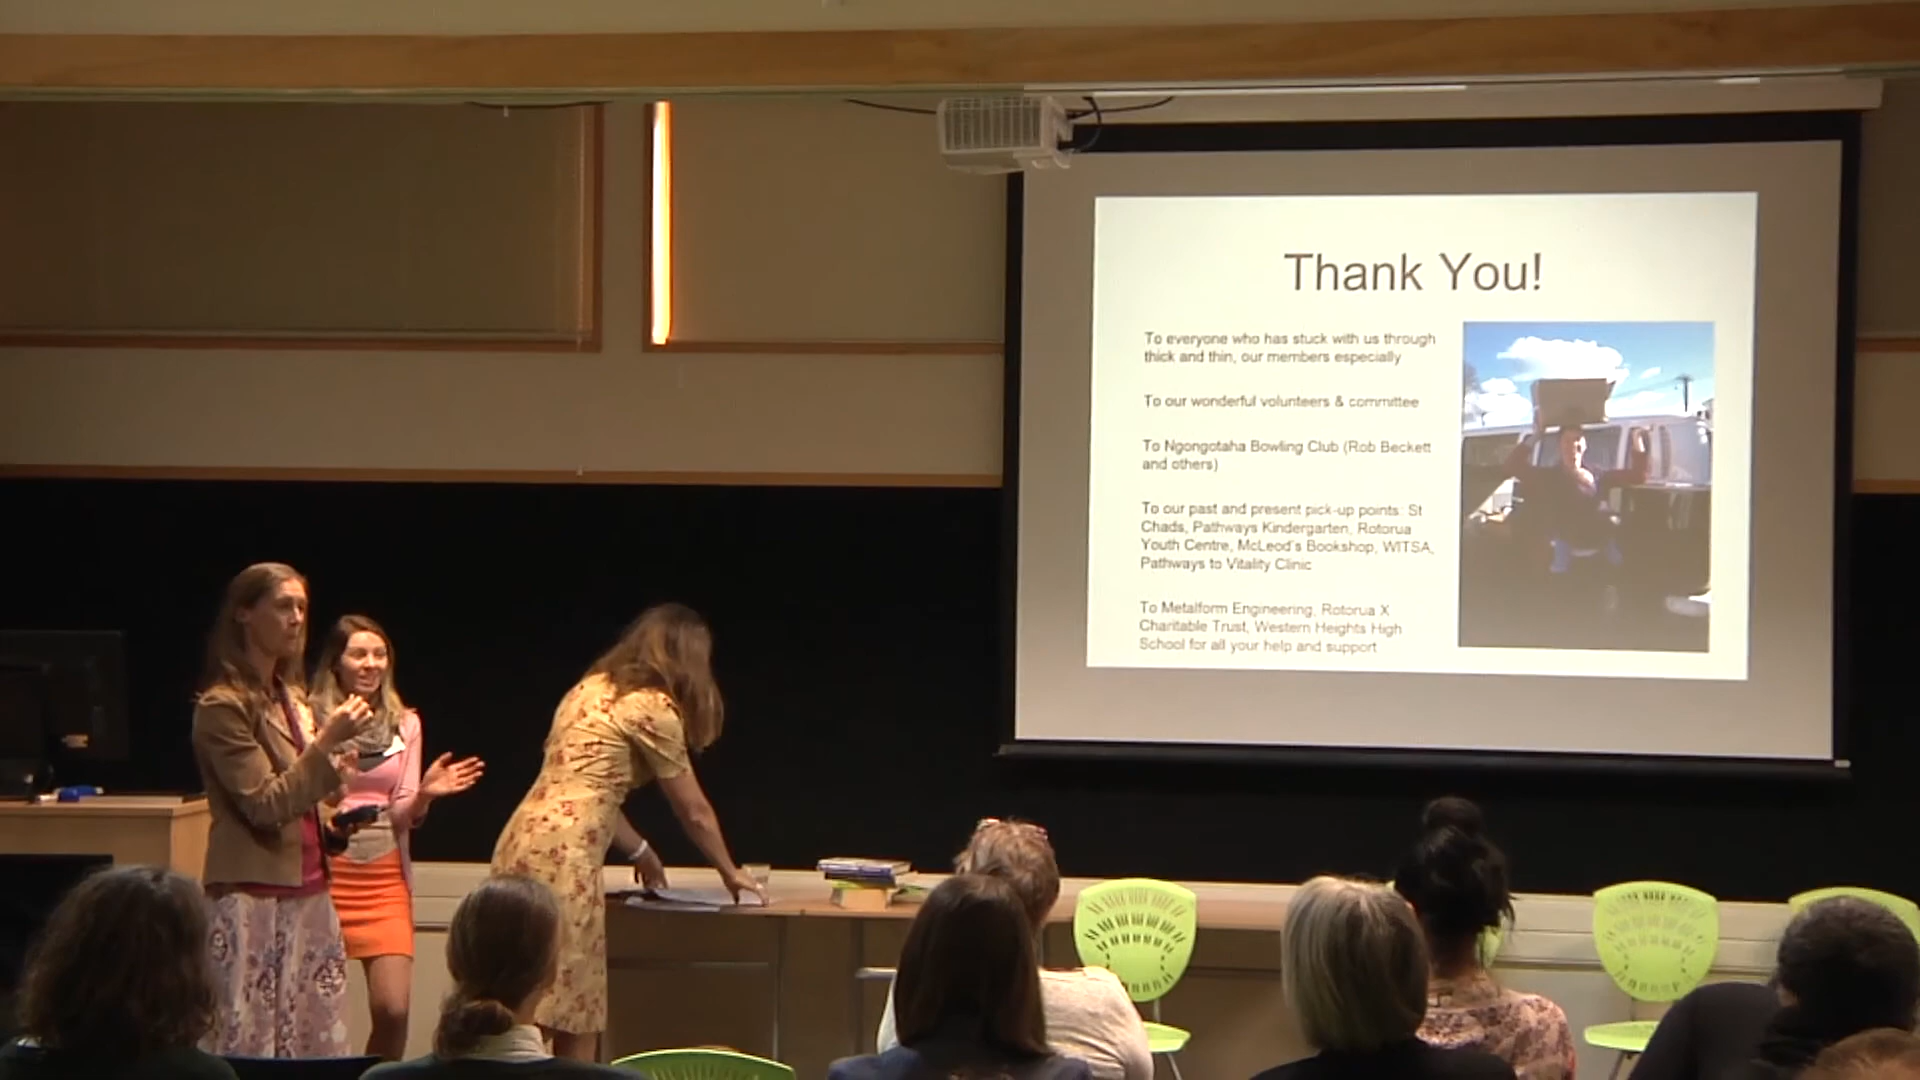 Thank You!
To everyone who has stuck with us through
thick and thin, our members especially
To our wonderful volunteers & committee
To Ngongotaha Bowling Club (Rob Beckett
and others)
To our past and present pick-up points: St
Chads, Pathways Kindergarten, Rotorua
Youth Centre, McLeod's Bookshop, WITSA,
Pathways to Vitality Clinic
To Metalform Engineering, Rotorua X
Charitable Trust, Western Heights High
School for all your help and support